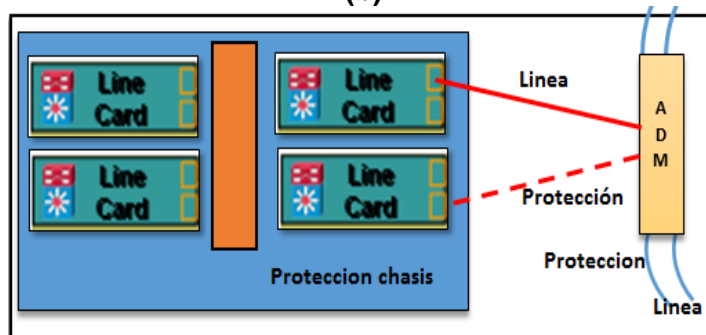 Line
Card
Line
Card
Line
Card
Line
Card
Proteccion chasis
Linea
A
D
M
Protección
Proteccion
Linea